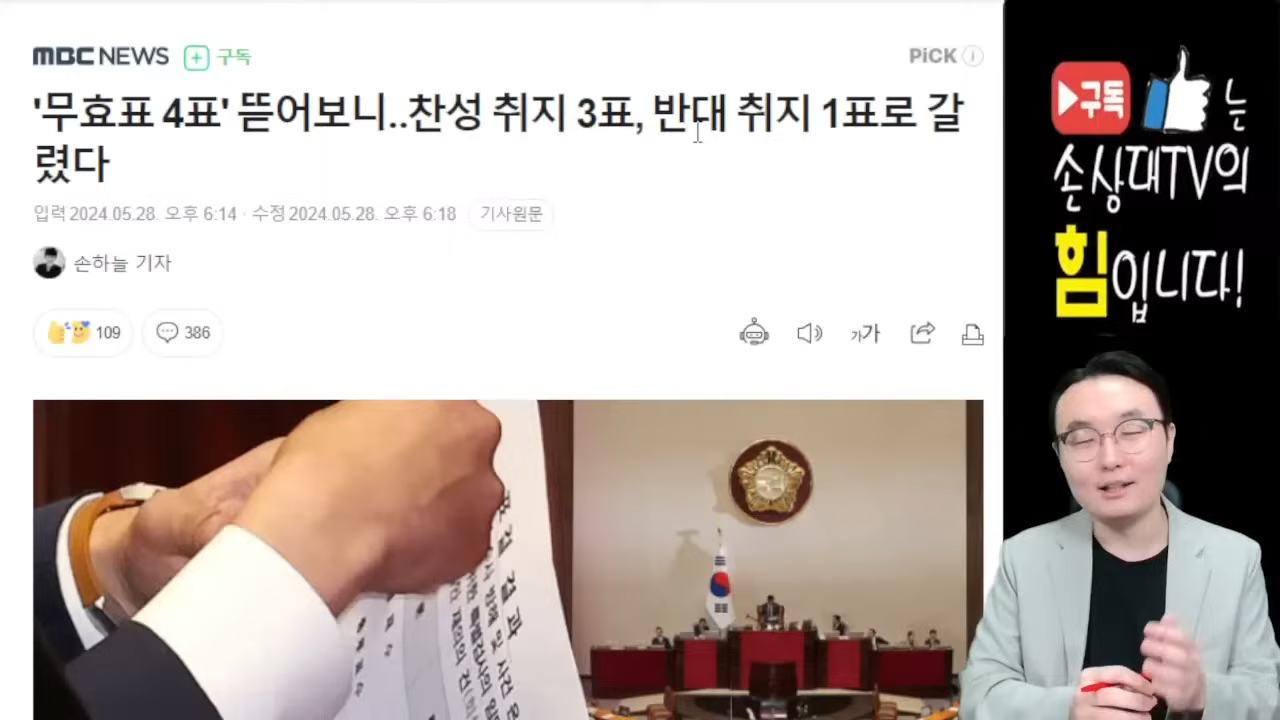 MBC NEWS 구독
PiCK
'무효표 4표' 뜯어보니..찬성 취지 3표, 반대 취지 1표로 갈
렸다
입력 2024.05.28. 오후 6:14 · 수정 2024.05.28. 오후 6:18 기사원문
손하늘 기자
109 386
가가
구독 는
손상대TV의
힘입니다!